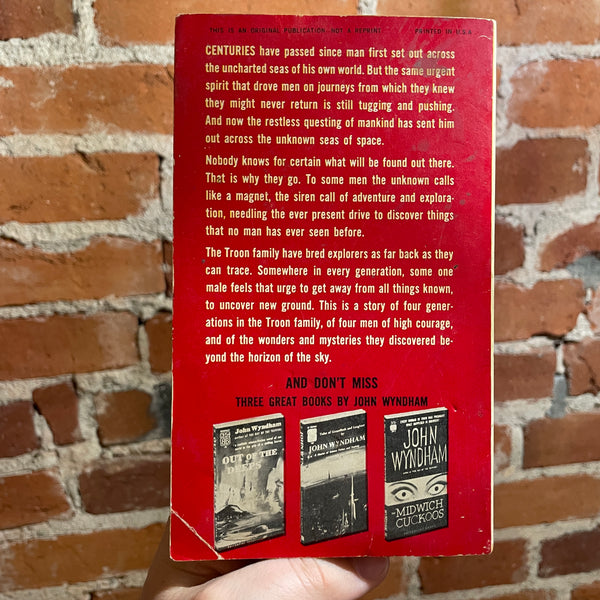 THIS IS AN ORIGINAL PUBLICATION—NOT A REPRINT PRINTED IN U.S.A.
CENTURIES have passed since man first set out across
the uncharted seas of his own world. But the same urgent
spirit that drove men on journeys from which they knew
they might never return is still tugging and pushing.
And now the restless questing of mankind has sent him
out across the unknown seas of space.
Nobody knows for certain what will be found out there.
That is why they go. To some men the unknown calls
like a magnet, the siren call of adventure and explora-
tion, needling the ever present drive to discover things
that no man has ever seen before.
The Troon family have bred explorers as far back as they
can trace. Somewhere in every generation, some one
male feels that urge to get away from all things known,
to uncover new ground. This is a story of four gener-
ations in the Troon family, of four men of high courage,
and of the wonders and mysteries they discovered be-
yond the horizon of the sky.
AND DON'T MISS
THREE GREAT BOOKS BY JOHN WYNDHAM
John Wyndham
OUT OF THE
DEEPS
JOHN WYNDHAM
JOHN
WYNDHAM
MIDWICH
CUCKOOS